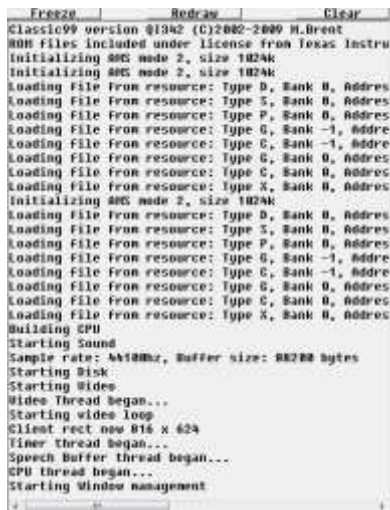 Freeze Redraw Clear
Classic99 version QI342 (C)2002-2009 M.Brent
ROM files included under license from Texas Instru
Initializing AMS mode 2, size 1024k
Initializing AMS mode 2, size 1024k
Loading file from resource: Type D, Bank 0, Addres
Loading file from resource: Type S, Bank 0, Addres
Loading file from resource: Type P, Bank 0, Addres
Loading file from resource: Type G, Bank -1, Addre
Loading file from resource: Type C, Bank -1, Addre
Loading file from resource: Type G, Bank 0, Addres
Loading file from resource: Type C, Bank 0, Addres
Loading file from resource: Type X, Bank 0, Addres
Initializing AMS mode 2, size 1024k
Loading file from resource: Type D, Bank 0, Addres
Loading file from resource: Type S, Bank 0, Addres
Loading file from resource: Type P, Bank 0, Addres
Loading file from resource: Type G, Bank -1, Addre
Loading file from resource: Type C, Bank -1, Addre
Loading file from resource: Type G, Bank 0, Addres
Loading file from resource: Type C, Bank 0, Addres
Loading file from resource: Type X, Bank 0, Addres
Building CPU
Starting Sound
Sample rate: 44100hz, Buffer size: 88200 bytes
Starting Disk
Starting Video
Video Thread began...
Starting video loop
Client rect now 816 x 624
Timer thread began...
Speech Buffer thread began...
CPU thread began...
Starting Window management